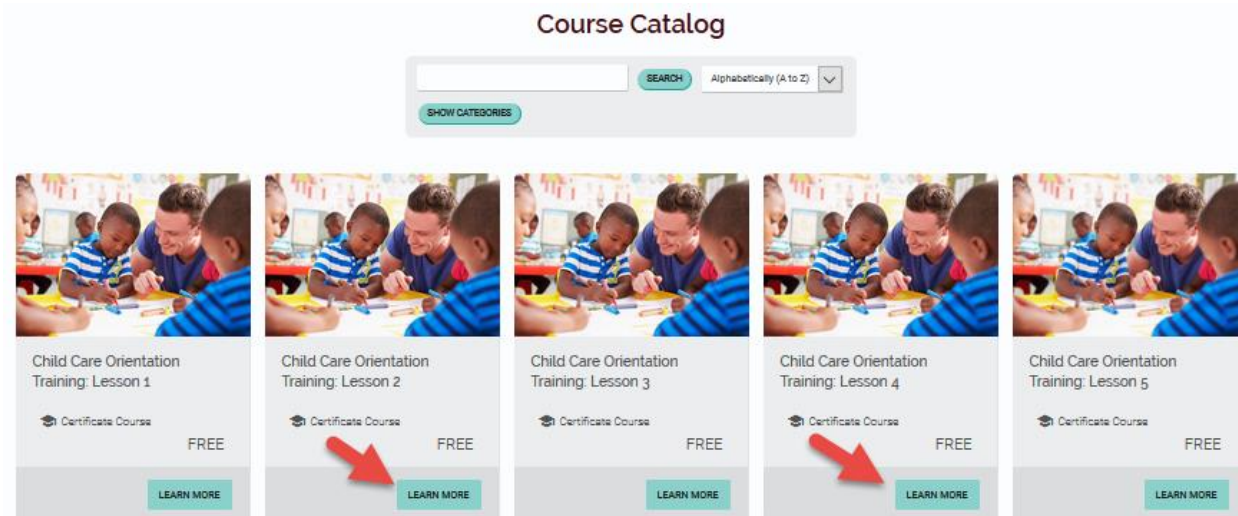 Course Catalog
SEARCH
Alphabetically (A to Z)
SHOW CATEGORIES
Child Care Orientation
Training: Lesson 1
Certificate Course
FREE
LEARN MORE
Child Care Orientation
Training: Lesson 2
Certificate Course
FREE
LEARN MORE
Child Care Orientation
Training: Lesson 3
Certificate Course
FREE
LEARN MORE
Child Care Orientation
Training: Lesson 4
Certificate Course
FREE
LEARN MORE
Child Care Orientation
Training: Lesson 5
Certificate Course
FREE
LEARN MORE